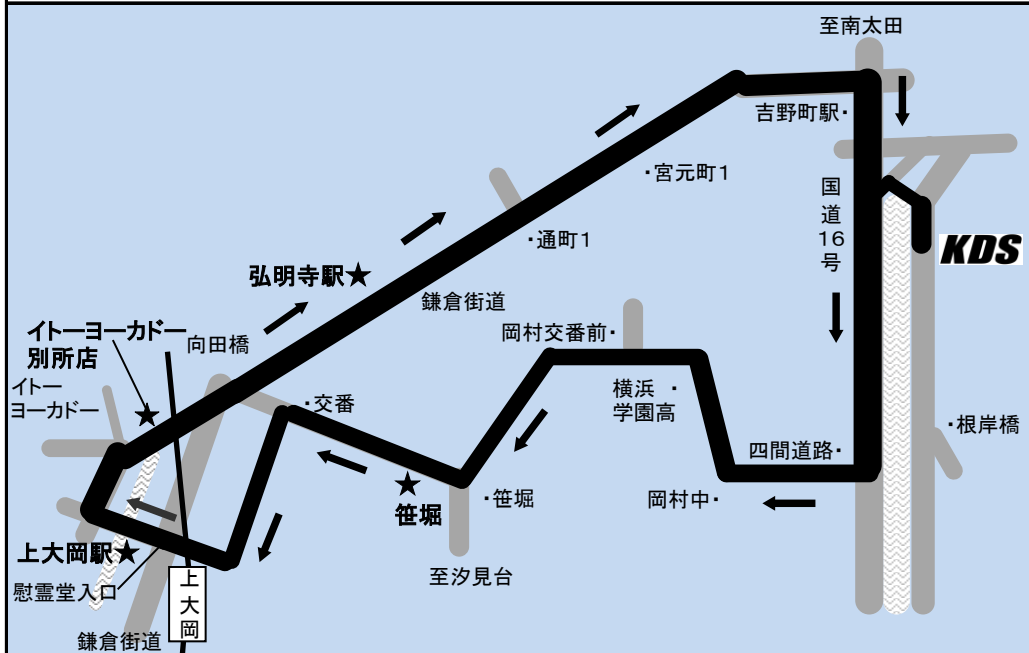 至南太田
吉野町駅・
・宮元町1
国道16号
KDS
・通町1
弘明寺駅★
鎌倉街道
イトーヨーカドー
別所店
向田橋
岡村交番前・
イトー
ヨーカドー
・交番
横浜・
学園高
・根岸橋
四間道路・
笹堀
・笹堀
岡村中・
上大岡駅★
至汐見台
慰霊堂入口
上大岡
鎌倉街道